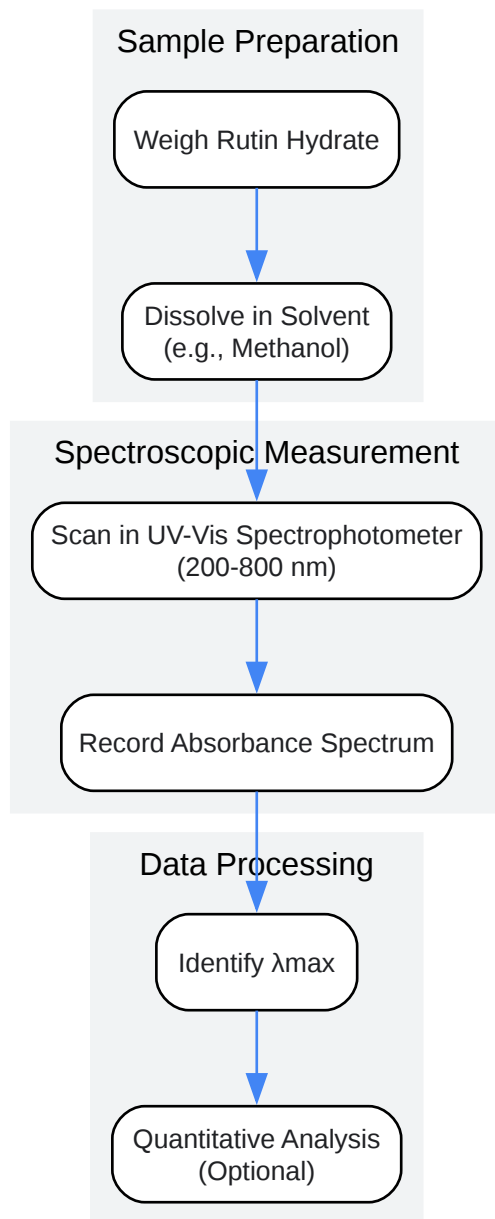 Sample Preparation
Weigh Rutin Hydrate
Dissolve in Solvent
(e.g., Methanol)
Spectroscopic Measurement
Scan in UV-Vis Spectrophotometer
(200-800 nm)
Record Absorbance Spectrum
Data Processing
Identify λmax
Quantitative Analysis
(Optional)